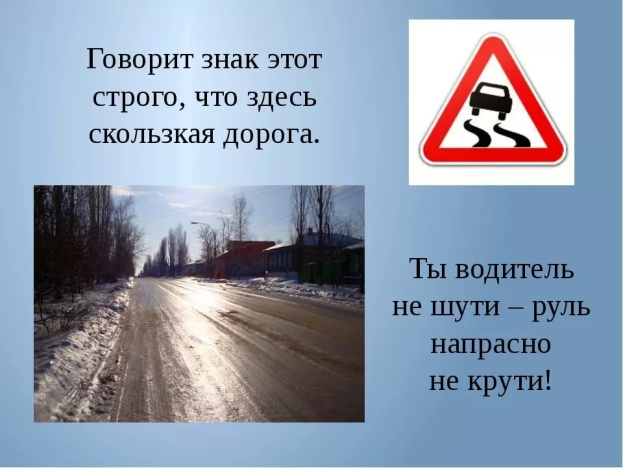 Говорит знак этот
строго, что здесь
скользкая дорога.
Ты водитель
не шути – руль
напрасно
не крути!